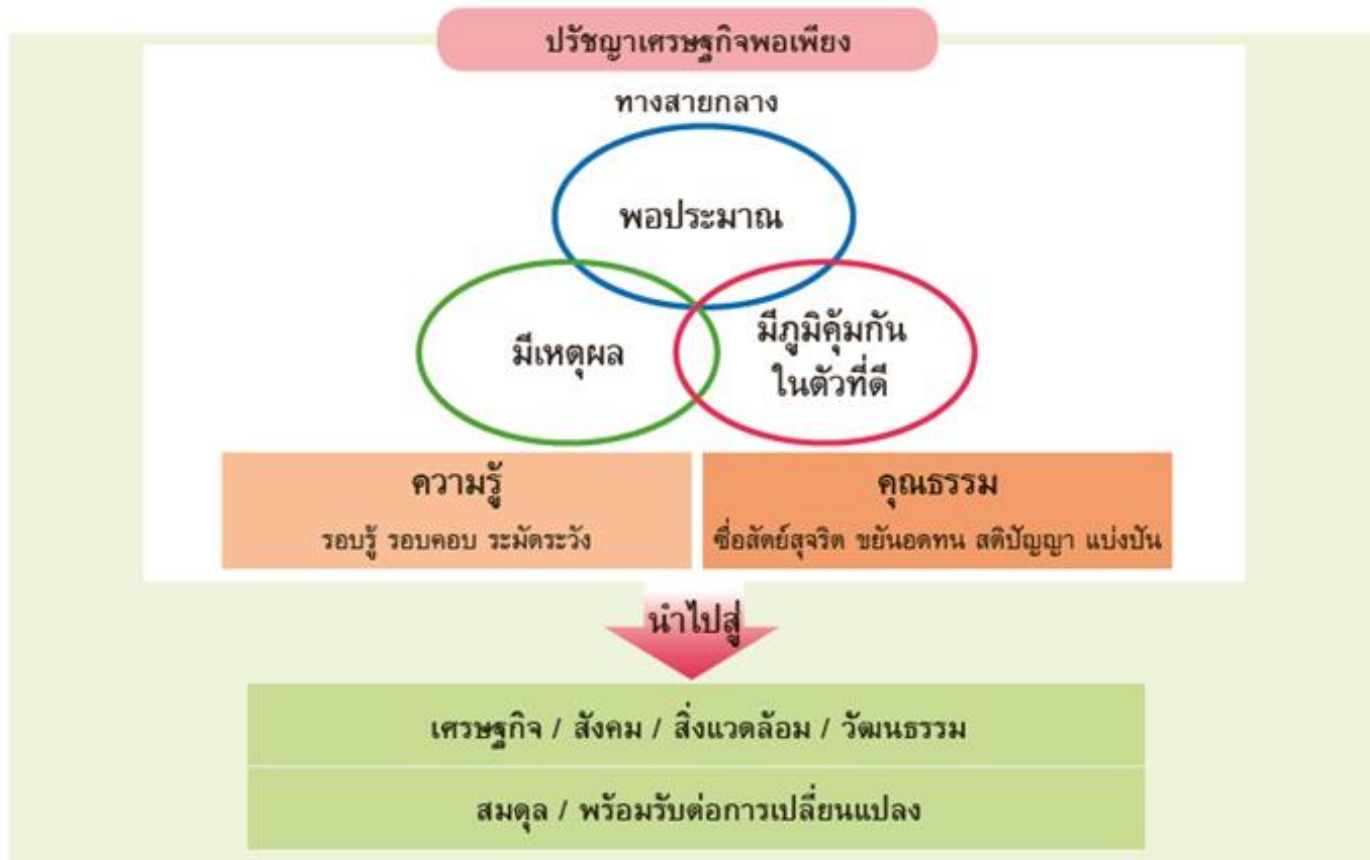 ปรัชญาเศรษฐกิจพอเพียง
ทางสายกลาง
พอประมาณ
มีเหตุผล
มีภูมิคุ้มกัน
ในตัวที่ดี
ความรู้
รอบรู้ รอบคอบ ระมัดระวัง
คุณธรรม
ซื่อสัตย์สุจริต ขยันอดทน สติปัญญา แบ่งปัน
นำไปสู่
เศรษฐกิจ / สังคม / สิ่งแวดล้อม / วัฒนธรรม
สมดุล / พร้อมรับต่อการเปลี่ยนแปลง